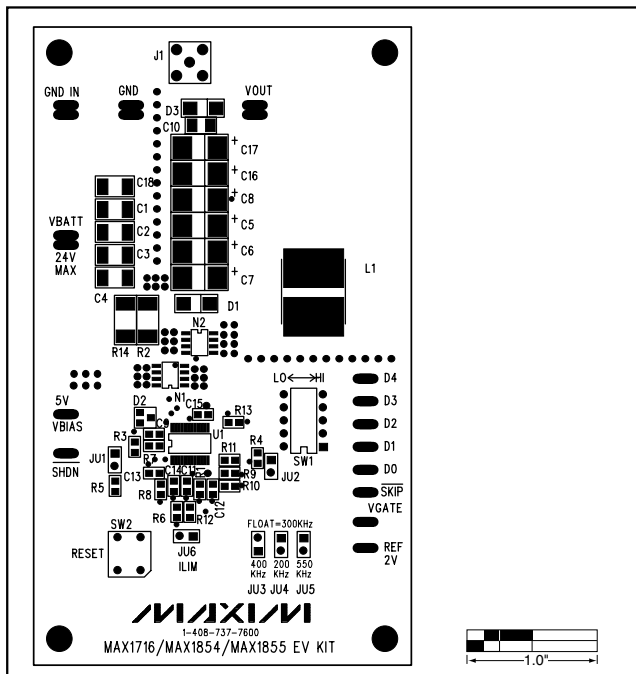 J1
GND IN
GND
VOUT
D3
C10
+
C17
+
C16
+
C8
+
C5
+
C6
+
C7
C18
C1
C2
C3
C4
VBATT
24V
MAX
L1
D1
R14 R2
N2
N1
LO HI
SW1
D4
D3
D2
D1
D0
SKIP
VGATE
REF
2V
5V
VBIAS
SHDN
D2
C15
R13
C9
U1
R3
R7
JU1
C13
C14
C11
R1
R11
R9
R10
R4
JU2
R5
R8
C12
R6
R12
SW2
RESET
JU6
ILIM
FLOAT=300KHz
400
KHz
200
KHz
550
KHz
JU3 JU4 JU5
MAXIM
1-408-737-7600
MAX1716/MAX1854/MAX1855 EV KIT
1.0"